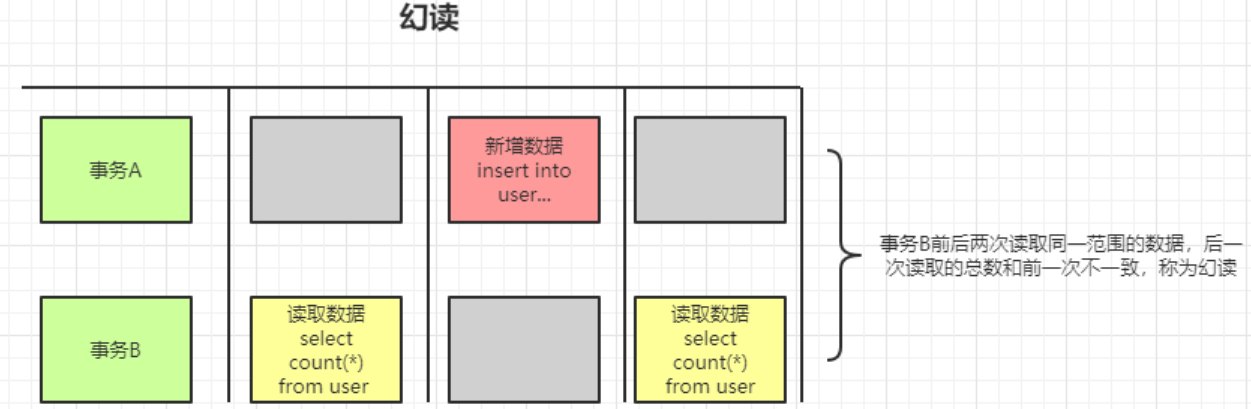 幻读
事务A
新增数据
insert into
user...
事务B前后两次读取同一范围的数据，后一
次读取的总数和前一次不一致，称为幻读
事务B
读取数据
select
count(*)
from user
读取数据
select
count(*)
from user